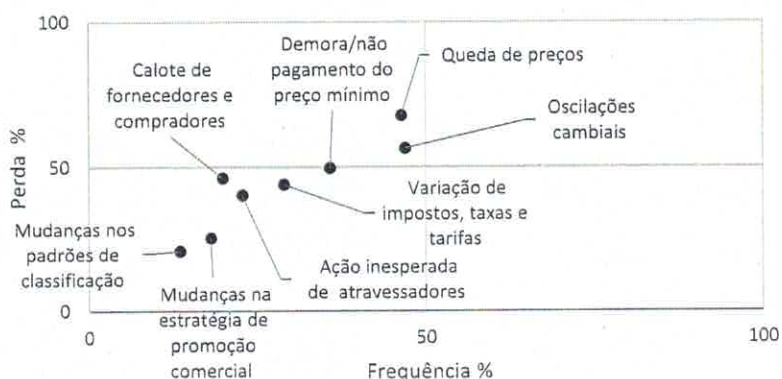 100
Demora/não
pagamento do
preço mínimo
Queda de preços
Calote de
fornecedores e
compradores
Oscilações
cambiais
Perda %
50
Variação de
impostos, taxas e
tarifas
Mudanças nos
padrões de
classificação
Ação inesperada
de atravessadores
Mudanças na
estratégia de
promoção
comercial
0
0
50
100
Frequência %